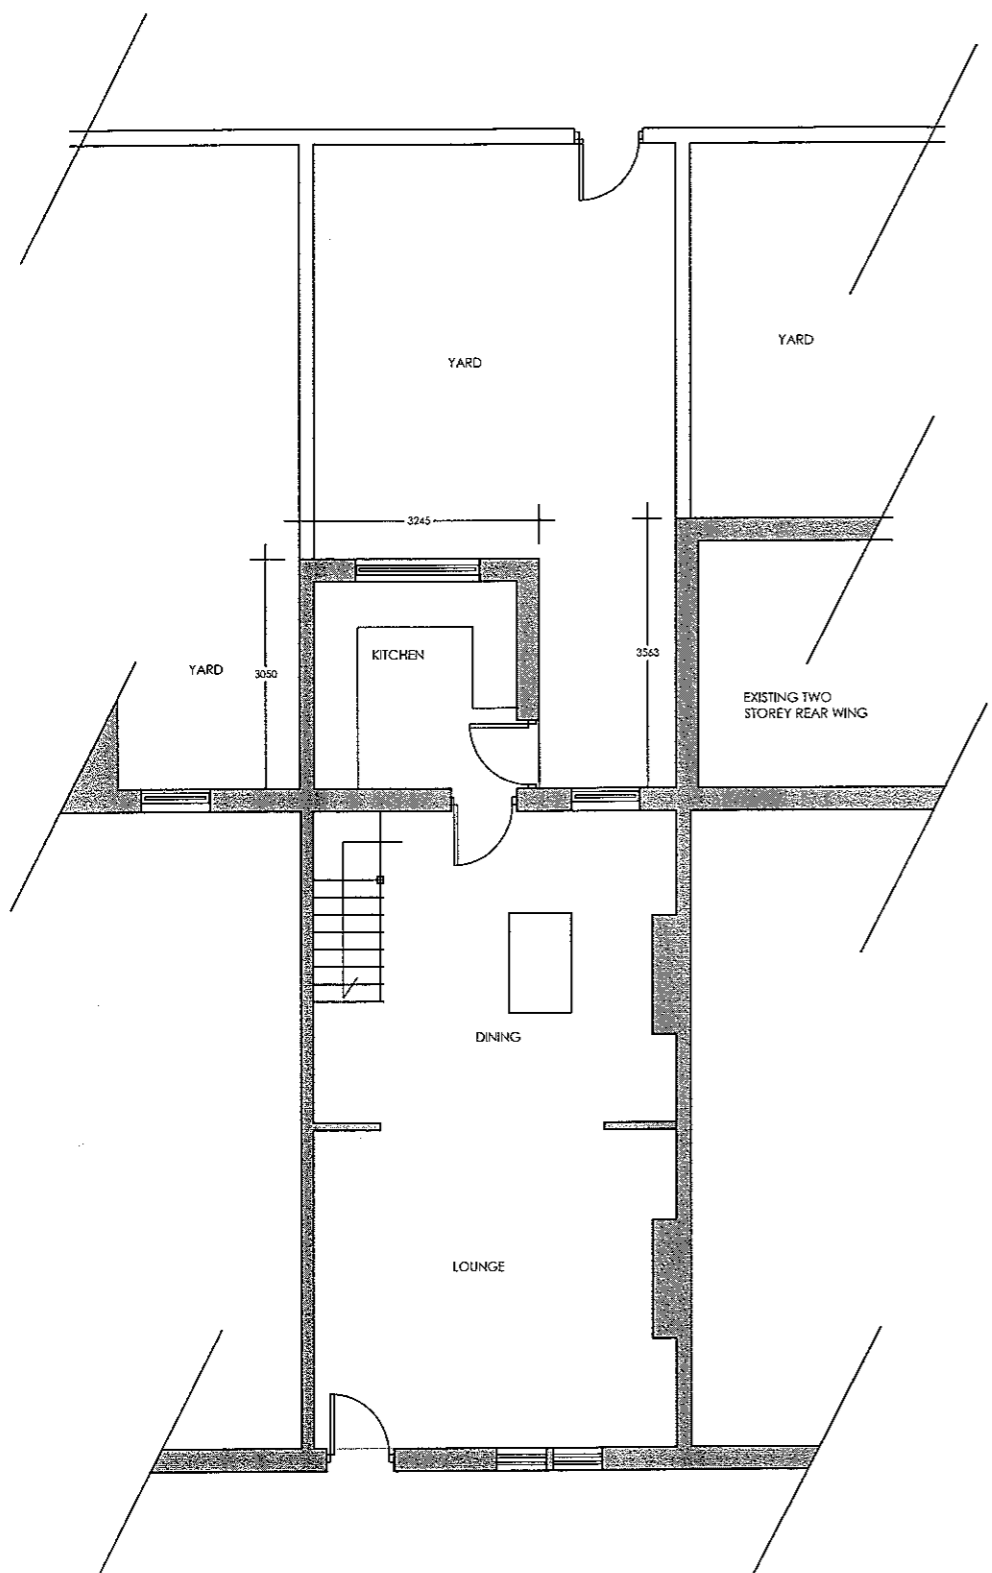 YARD
YARD
3245
KITCHEN
3563
YARD
3050
EXISTING TWO
STOREY REAR WING
DINING
LOUNGE